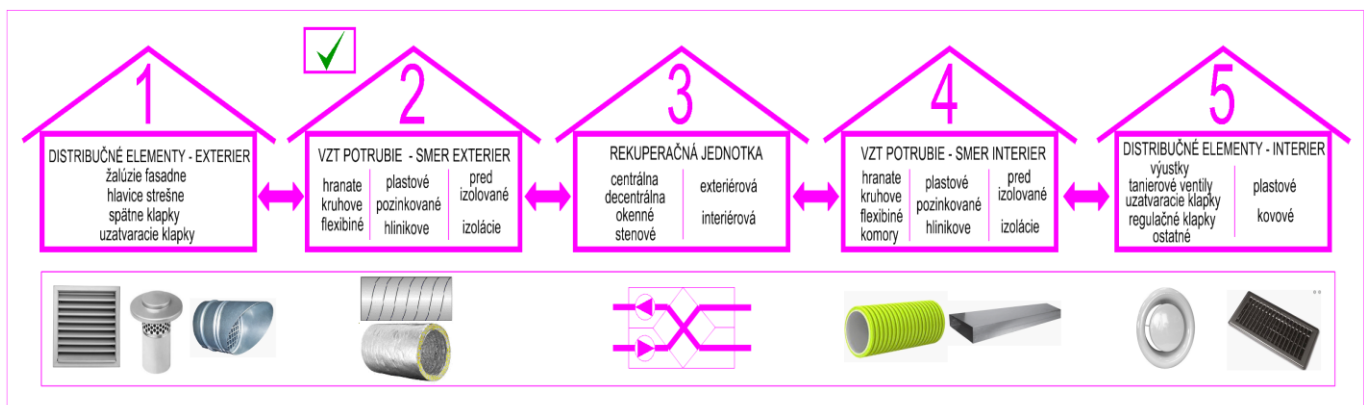 1
DISTRIBUČNÉ ELEMENTY - EXTERIER
žalúzie fasadne
hlavice strešne
spätne klapky
uzatvaracie klapky
2
VZT POTRUBIE - SMER EXTERIER
hranate
kruhove
flexibiné
plastové
pozinkované
hlinikove
pred
izolované
izolácie
3
REKUPERAČNÁ JEDNOTKA
centrálna
decentrálna
okenné
stenové
exteriérová
interiérová
4
VZT POTRUBIE - SMER INTERIER
hranate
kruhove
flexibiné
komory
plastové
pozinkované
hlinikove
pred
izolované
izolácie
5
DISTRIBUČNÉ ELEMENTY - INTERIER
výustky
tanierové ventily
uzatvaracie klapky
regulačné klapky
ostatné
plastové
kovové